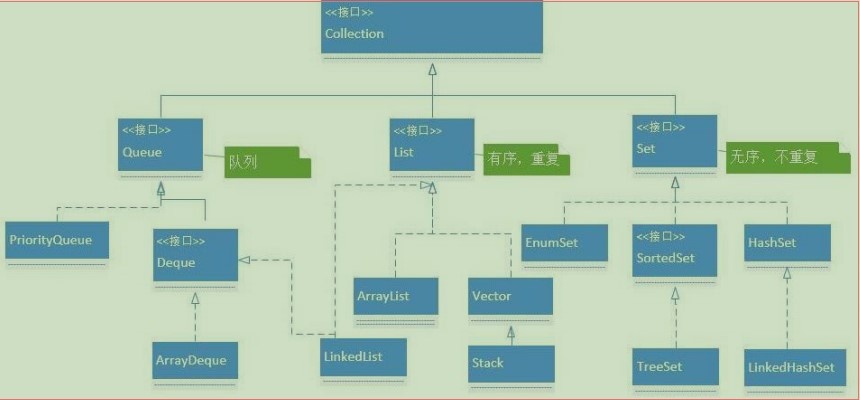 <<接口>>
Collection
<<接口>>
Queue
队列
<<接口>>
List
有序，重复
<<接口>>
Set
无序，不重复
PriorityQueue
<<接口>>
Deque
EnumSet
<<接口>>
SortedSet
HashSet
ArrayList
Vector
ArrayDeque
LinkedList
Stack
TreeSet
LinkedHashSet